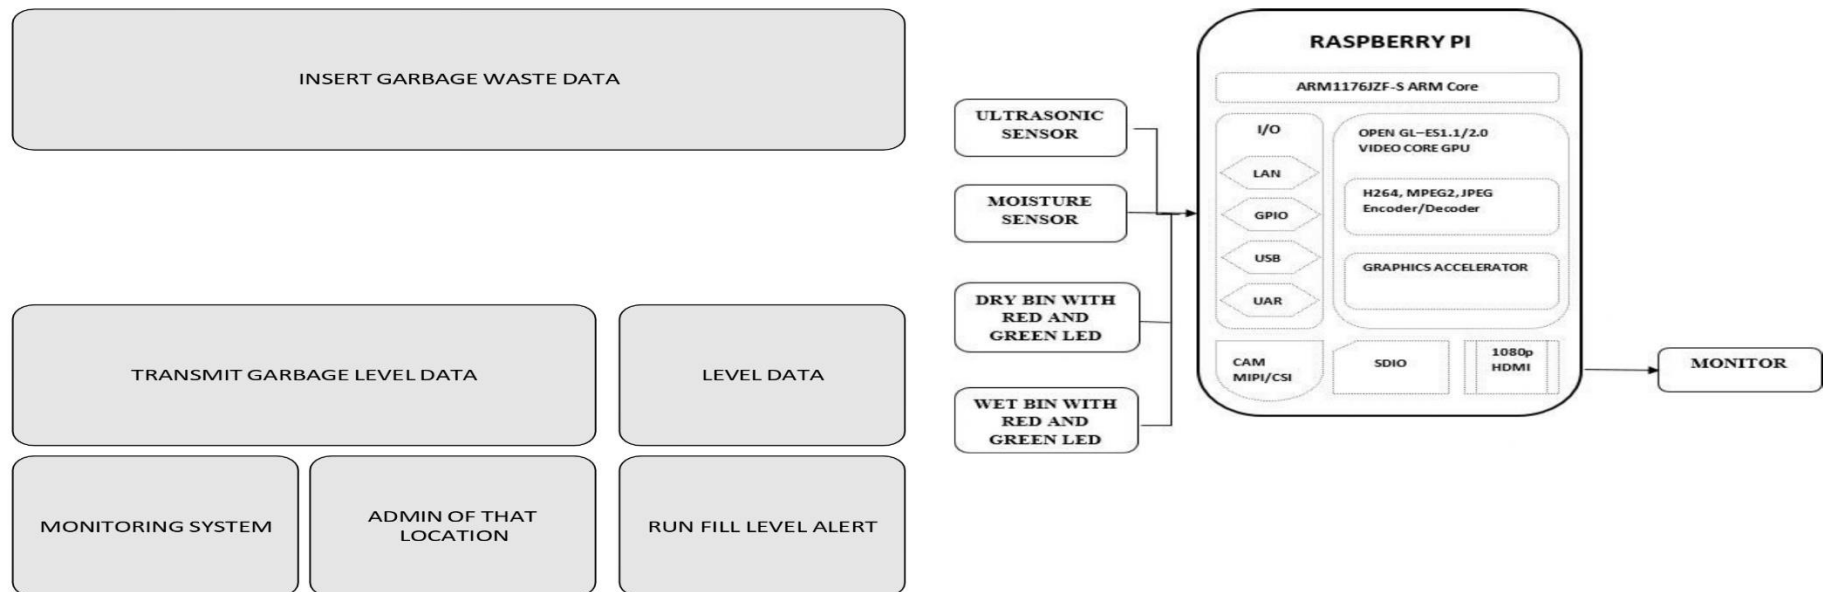 INSERT GARBAGE WASTE DATA
TRANSMIT GARBAGE LEVEL DATA
LEVEL DATA
MONITORING SYSTEM
ADMIN OF THAT
LOCATION
RUN FILL LEVEL ALERT
ULTRASONIC
SENSOR
MOISTURE
SENSOR
DRY BIN WITH
RED AND
GREEN LED
WET BIN WITH
RED AND
GREEN LED
RASPBERRY PI
ARM1176JZF-S ARM Core
I/O
LAN
GPIO
USB
UAR
OPEN GL–ES1.1/2.0
VIDEO CORE GPU
H264, MPEG2, JPEG
Encoder/Decoder
GRAPHICS ACCELERATOR
CAM
MIPI/CSI
SDIO
1080p
HDMI
MONITOR